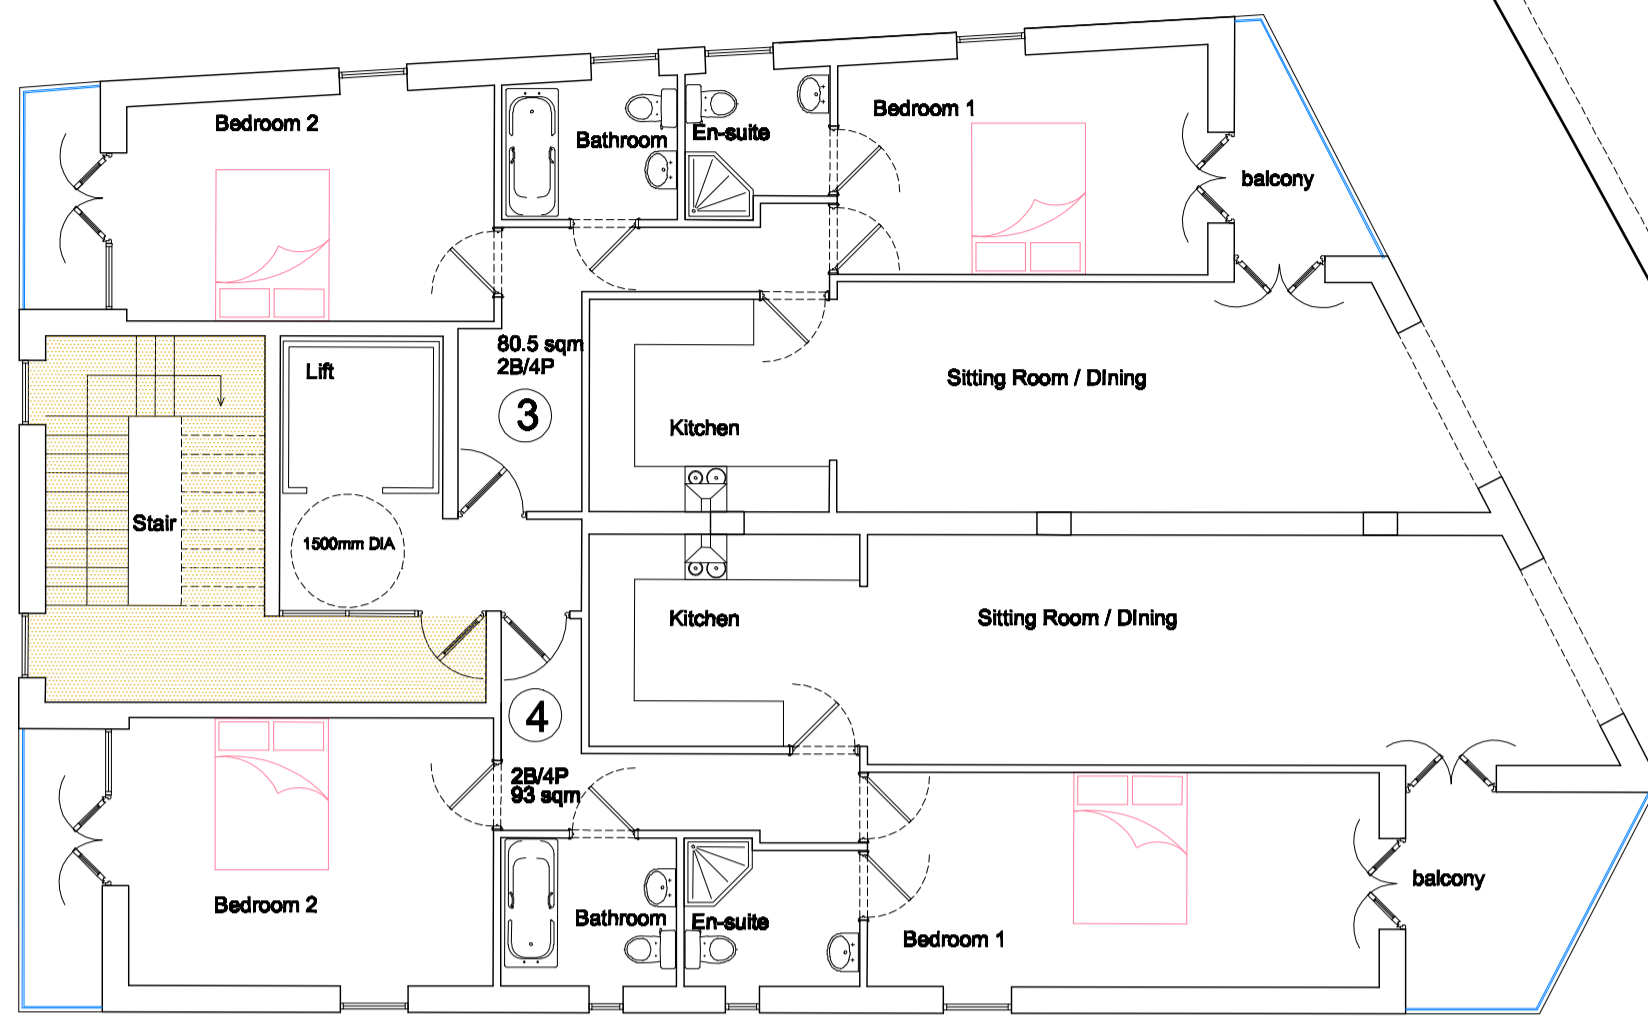 Bedroom 2
Bathroom
En-suite
Bedroom 1
balcony
80.5 sqm
2B/4P
3
Lift
Sitting Room / DIning
Kitchen
Stair
1500mm DIA
Kitchen
Sitting Room / DIning
4
2B/4P
93 sqm
Bedroom 2
Bathroom
En-suite
Bedroom 1
balcony